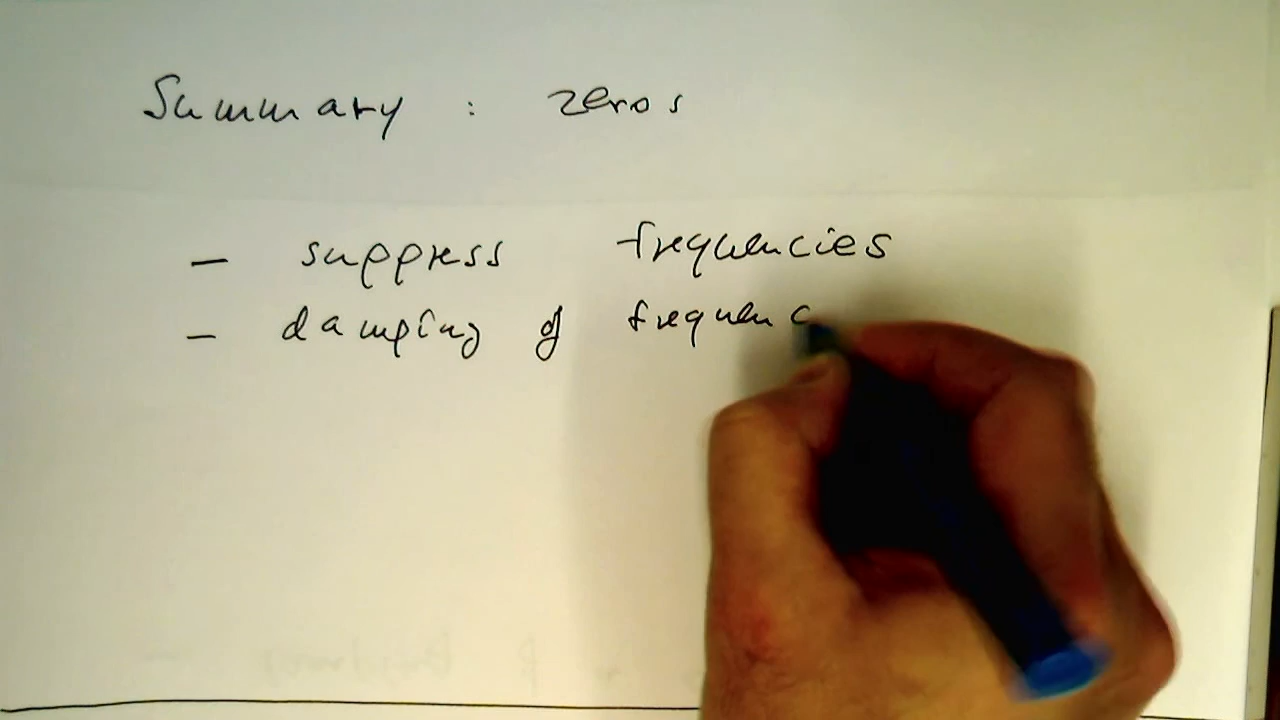 Summary : zeros
- suppress frequencies
- damping of frequenc